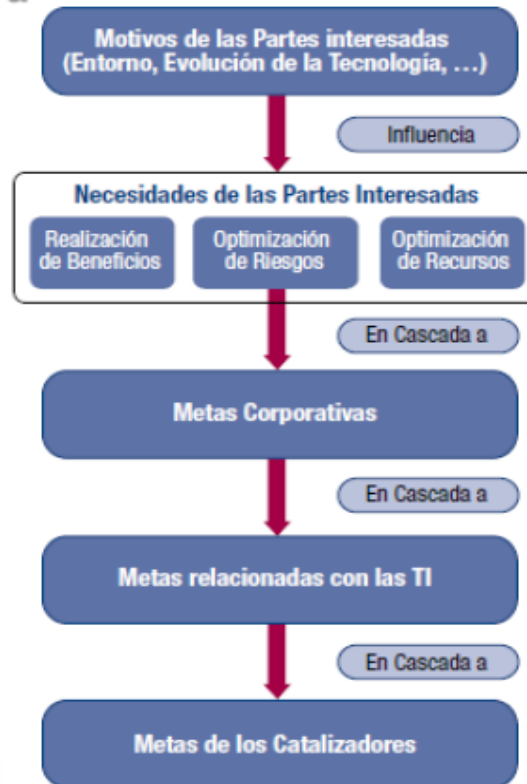 Motivos de las Partes interesadas
(Entorno, Evolución de la Tecnología, …)
Influencia
Necesidades de las Partes Interesadas
Realización
de Beneficios
Optimización
de Riesgos
Optimización
de Recursos
En Cascada a
Metas Corporativas
En Cascada a
Metas relacionadas con las TI
En Cascada a
Metas de los Catalizadores